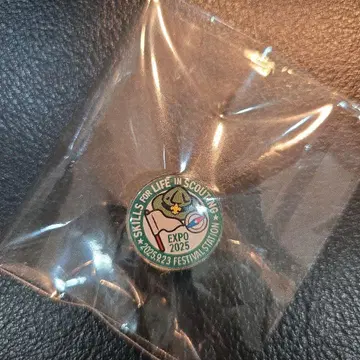 SKILLS FOR LIFE IN SCOUTING
EXPO
2025
2025.9.23 FESTIVAL STATION